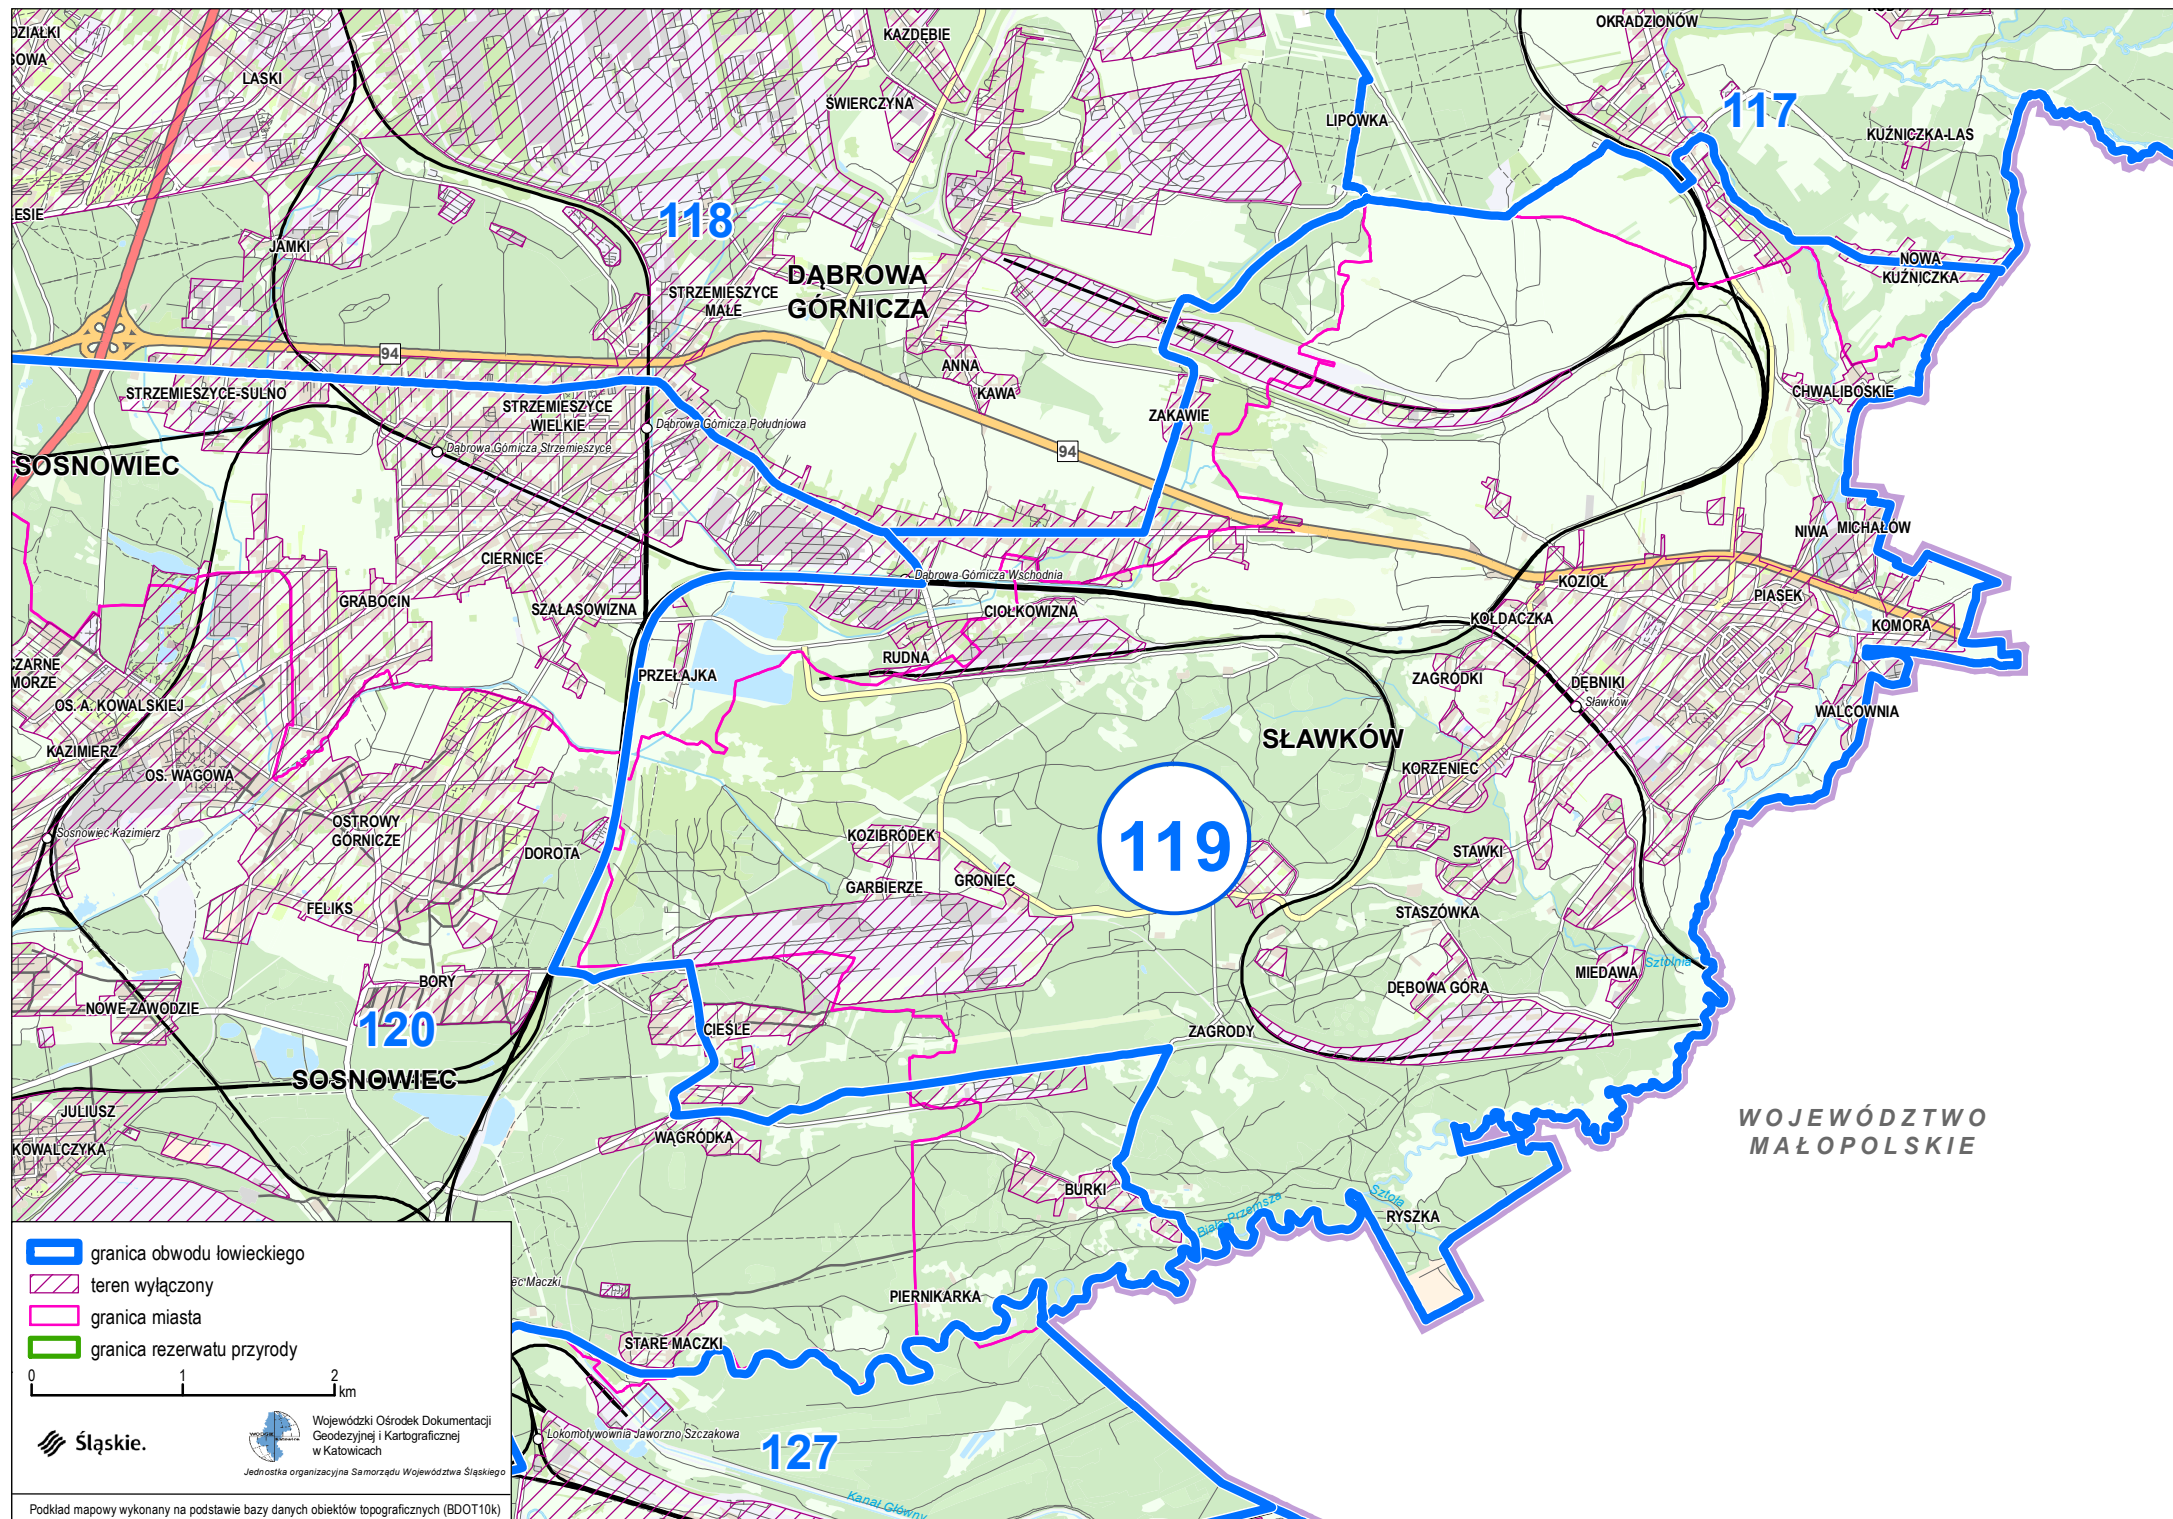 OKRADZIONÓW
KAZDĘBIE
LASKI
ŚWIERCZYNA
117
LIPÓWKA
KUŹNICZKA-LAS
118
JAMKI
DĄBROWA
GÓRNICZA
NOWA
KUŹNICZKA
STRZEMIESZYCE
MAŁE
94
ANNA
KAWA
STRZEMIESZYCE-SULNO
STRZEMIESZYCE
WIELKIE
ZAKAWIE
CHWALIBOSKIE
Dąbrowa Górnicza Południowa
Dąbrowa Górnicza Strzemieszyce
94
SOSNOWIEC
NIWA
MICHAŁÓW
CIERNICE
Dąbrowa Górnicza Wschodnia
KOZIOŁ
PIASEK
GRABOCIN
SZAŁASOWIZNA
CIOŁKOWIZNA
KOŁDACZKA
KOMORA
RUDNA
CZARNE
MORZE
PRZEŁAJKA
ZAGRÓDKI
DĘBNIKI
Sławków
OS. A. KOWALSKIEJ
WALCOWNIA
KAZIMIERZ
SŁAWKÓW
OS. WAGOWA
KORZENIEC
OSTROWY
GÓRNICZE
Sosnowiec Kazimierz
KOZIBRÓDEK
119
DOROTA
STAWKI
GARBIERZE
GRONIEC
FELIKS
STASZÓWKA
Sztolnia
MIEDAWA
BORY
DĘBOWA GÓRA
NOWE ZAWODZIE
120
CIEŚLE
ZAGRODY
SOSNOWIEC
JULIUSZ
WOJEWÓDZTWO
MAŁOPOLSKIE
WĄGRÓDKA
KOWALCZYKA
BURKI
Biała Przemsza
Sztoła
RYSZKA
PIERNIKARKA
STARE MACZKI
Lokomotywownia Jaworzno Szczakowa
127
Kanał Główny
granica obwodu łowieckiego
teren wyłączony
granica miasta
granica rezerwatu przyrody
0 1 2
km
Śląskie.
Wojewódzki Ośrodek Dokumentacji
Geodezyjnej i Kartograficznej
w Katowicach
Jednostka organizacyjna Samorządu Województwa Śląskiego
Podkład mapowy wykonany na podstawie bazy danych obiektów topograficznych (BDOT10k)